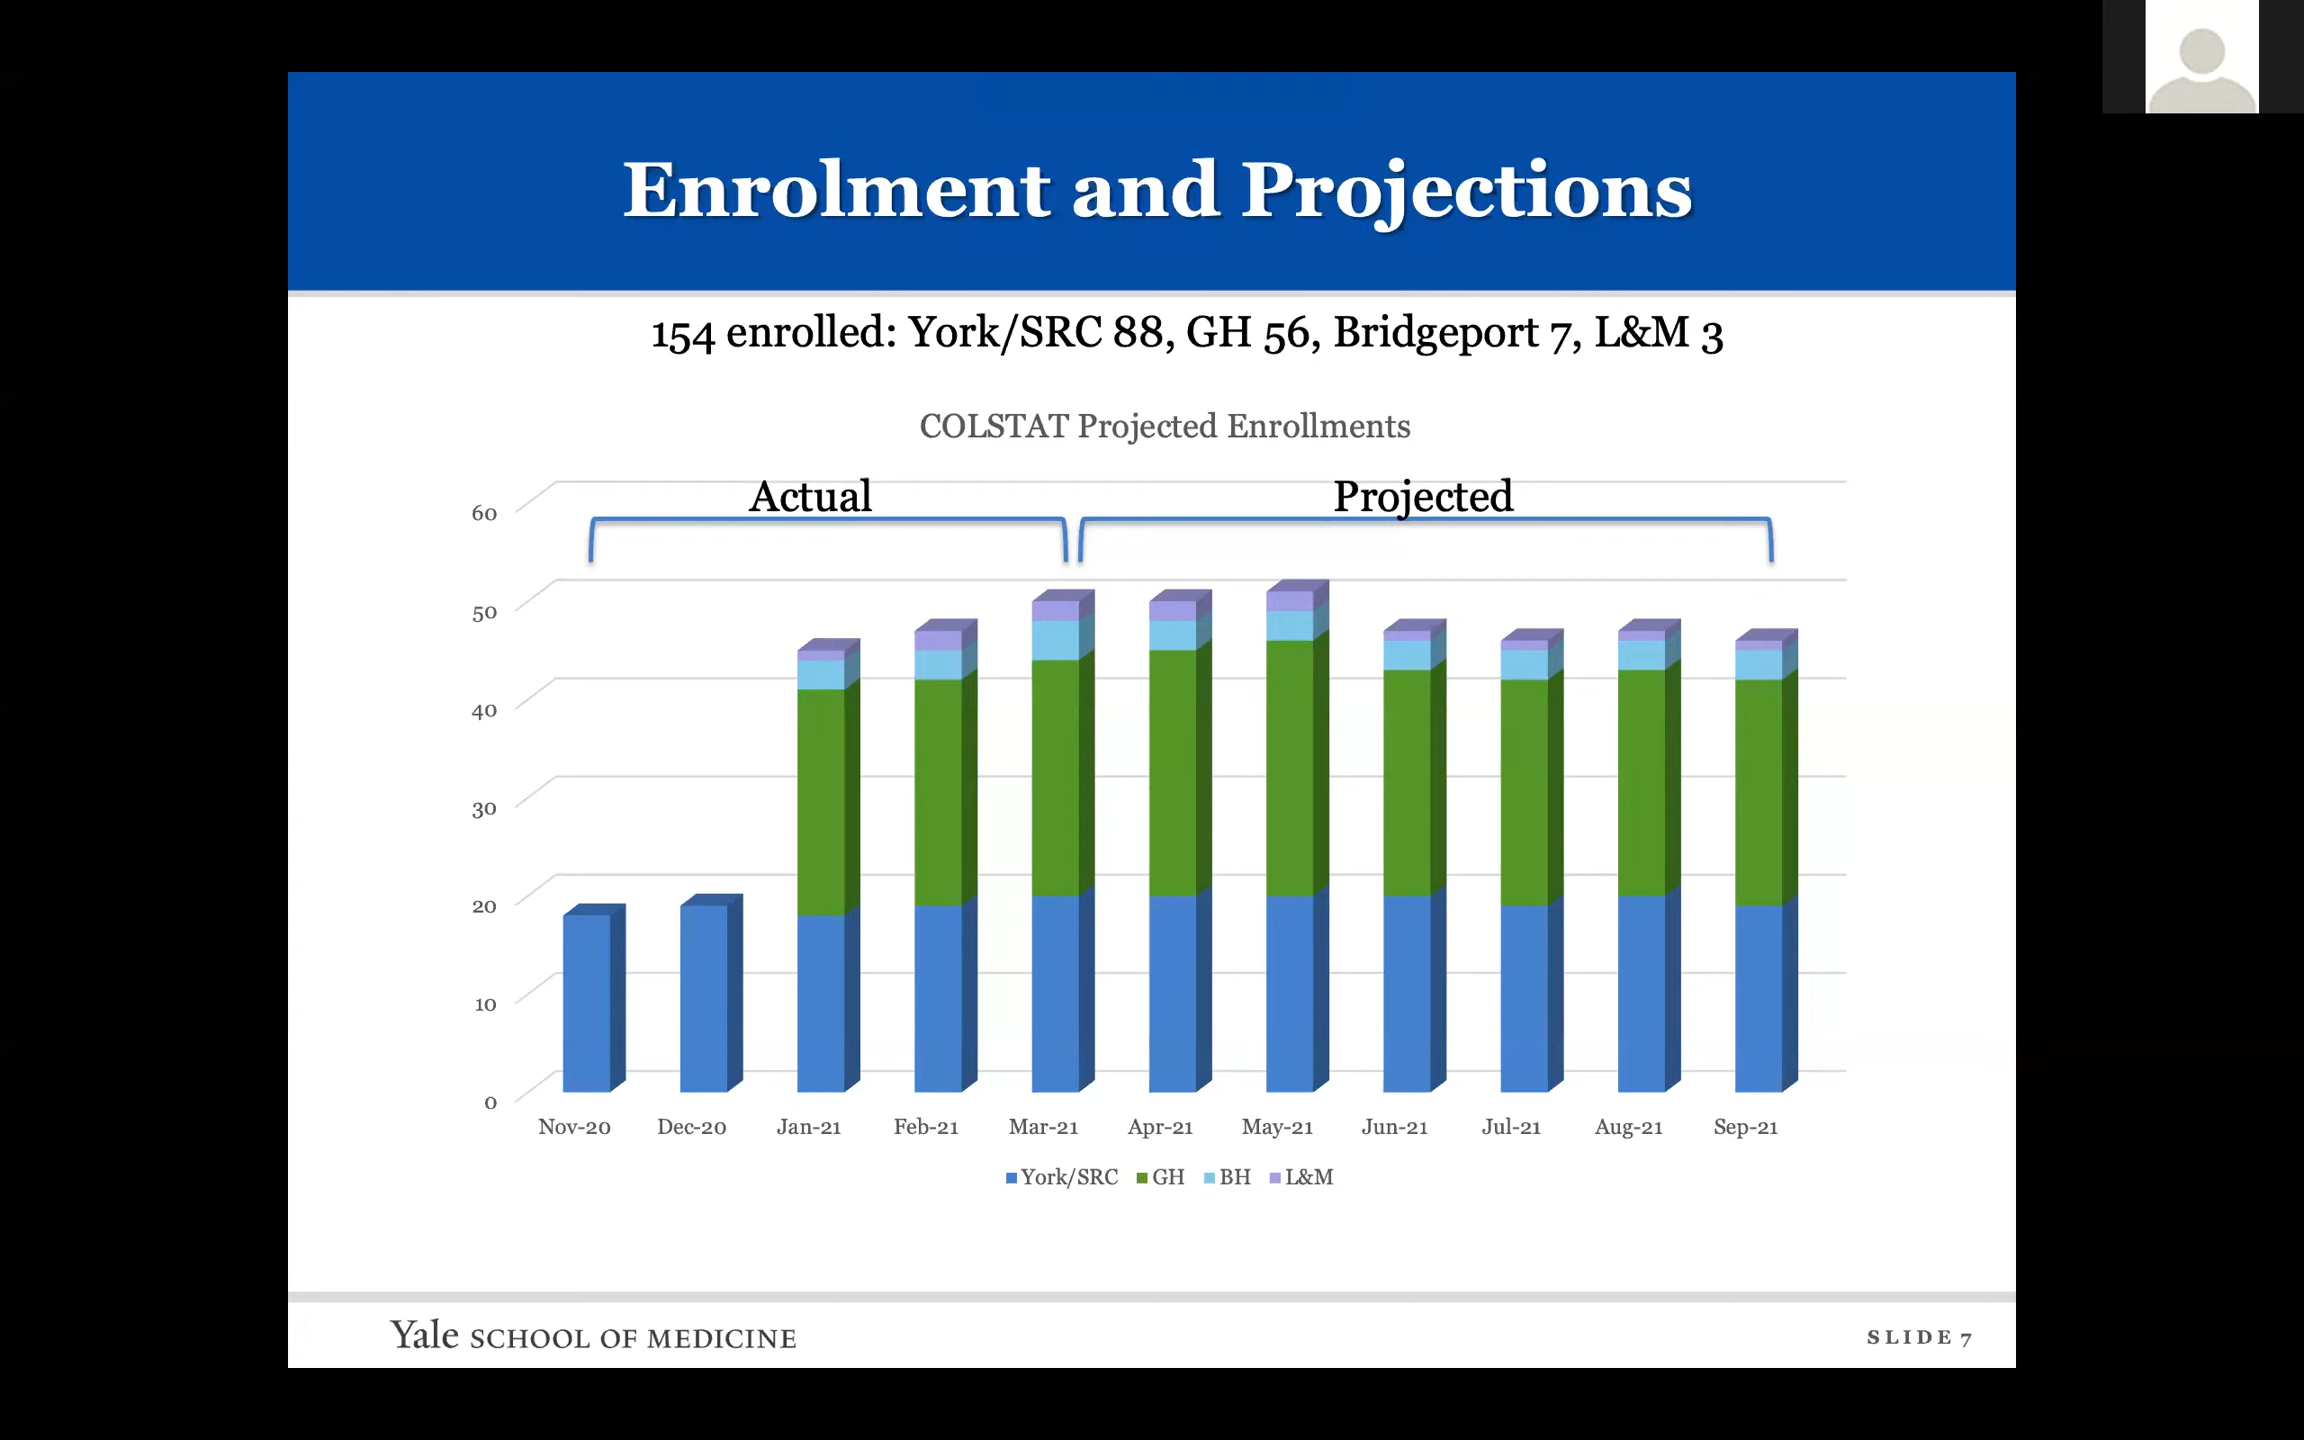 Enrolment and Projections
154 enrolled: York/SRC 88, GH 56, Bridgeport 7, L&M 3
COLSTAT Projected Enrollments
Actual Projected
60
50
40
30
20
10
0
Nov-20 Dec-20 Jan-21 Feb-21 Mar-21 Apr-21 May-21 Jun-21 Jul-21 Aug-21 Sep-21
York/SRC GH BH L&M
Yale SCHOOL OF MEDICINE SLIDE 7